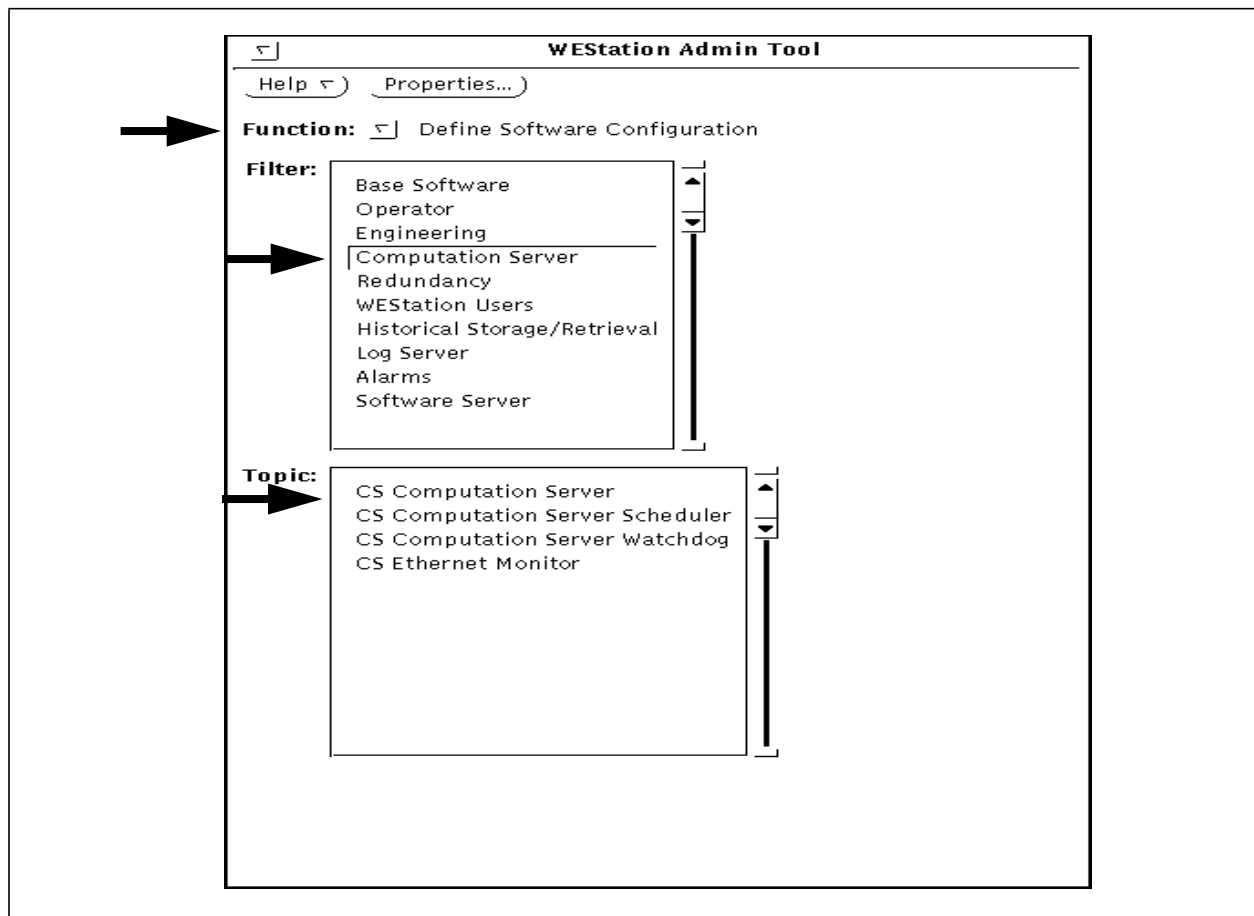 WEStation Admin Tool
Help Properties...
Function: Define Software Configuration
Filter:
Base Software
Operator
Engineering
Computation Server
Redundancy
WEStation Users
Historical Storage/Retrieval
Log Server
Alarms
Software Server
Topic:
CS Computation Server
CS Computation Server Scheduler
CS Computation Server Watchdog
CS Ethernet Monitor